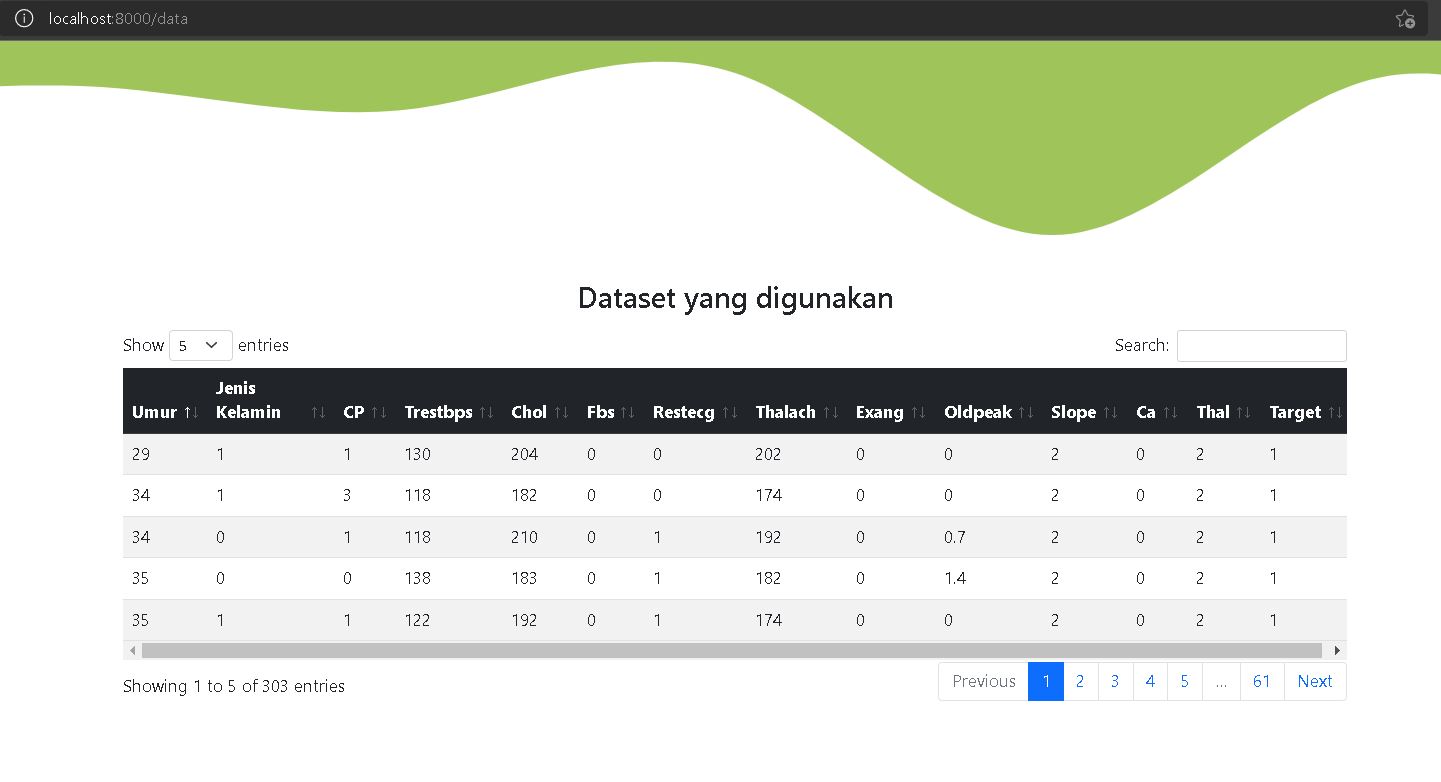 localhost:8000/data
Dataset yang digunakan
Show 5 entries Search:
Umur Jenis Kelamin CP Trestbps Chol Fbs Restecg Thalach Exang Oldpeak Slope Ca Thal Target
29 1 1 130 204 0 0 202 0 0 2 0 2 1
34 1 3 118 182 0 0 174 0 0 2 0 2 1
34 0 1 118 210 0 1 192 0 0.7 2 0 2 1
35 0 0 138 183 0 1 182 0 1.4 2 0 2 1
35 1 1 122 192 0 1 174 0 0 2 0 2 1
Showing 1 to 5 of 303 entries Previous 1 2 3 4 5 ... 61 Next